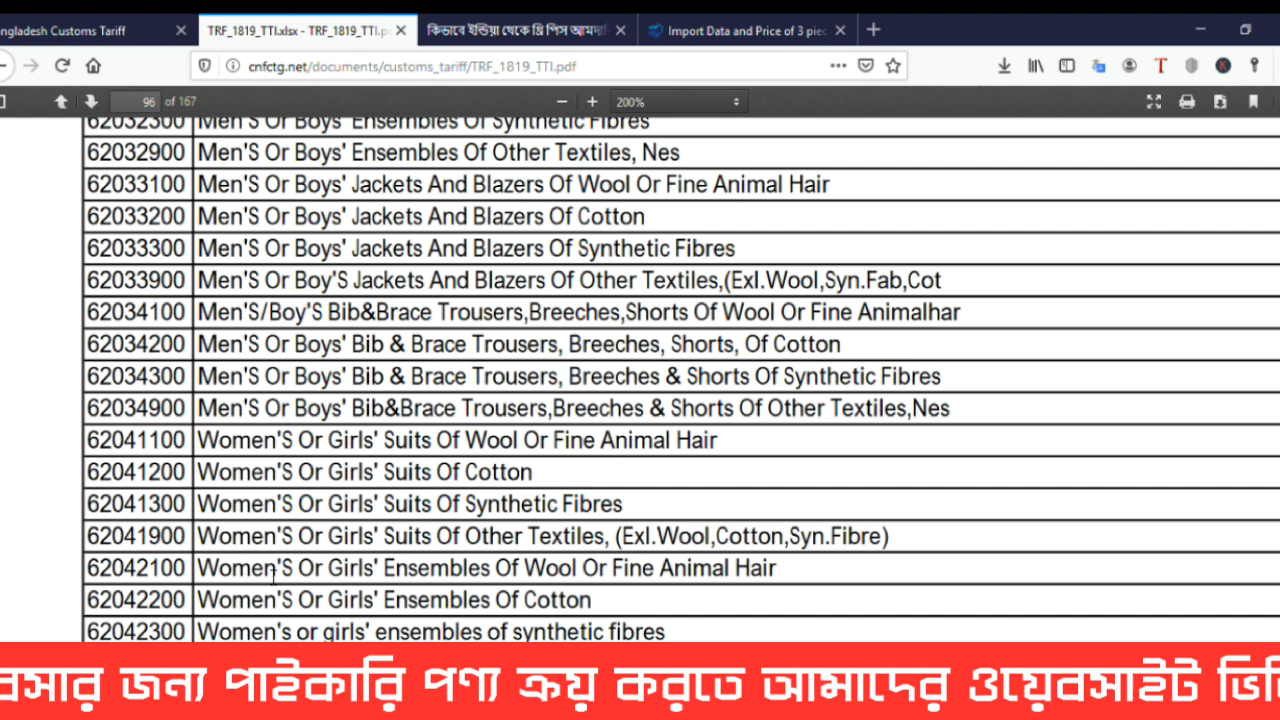 ngladesh Customs Tariff
TRF_1819_TTI.xlsx - TRF_1819_TTI.p
কিভাবে ইন্ডিয়া থেকে থ্রি পিস আমদা
Import Data and Price of 3 piec
cnfctg.net/documents/customs_tariff/TRF_1819_TTI.pdf
96 of 167
200%
62032300 Men'S Or Boys' Ensembles Of Synthetic Fibres
62032900 Men'S Or Boys' Ensembles Of Other Textiles, Nes
62033100 Men'S Or Boys' Jackets And Blazers Of Wool Or Fine Animal Hair
62033200 Men'S Or Boys' Jackets And Blazers Of Cotton
62033300 Men'S Or Boys' Jackets And Blazers Of Synthetic Fibres
62033900 Men'S Or Boy'S Jackets And Blazers Of Other Textiles,(Exl.Wool,Syn.Fab,Cot
62034100 Men'S/Boy'S Bib&Brace Trousers,Breeches,Shorts Of Wool Or Fine Animalhar
62034200 Men'S Or Boys' Bib & Brace Trousers, Breeches, Shorts, Of Cotton
62034300 Men'S Or Boys' Bib & Brace Trousers, Breeches & Shorts Of Synthetic Fibres
62034900 Men'S Or Boys' Bib&Brace Trousers,Breeches & Shorts Of Other Textiles,Nes
62041100 Women'S Or Girls' Suits Of Wool Or Fine Animal Hair
62041200 Women'S Or Girls' Suits Of Cotton
62041300 Women'S Or Girls' Suits Of Synthetic Fibres
62041900 Women'S Or Girls' Suits Of Other Textiles, (Exl.Wool,Cotton,Syn.Fibre)
62042100 Women'S Or Girls' Ensembles Of Wool Or Fine Animal Hair
62042200 Women'S Or Girls' Ensembles Of Cotton
62042300 Women's or girls' ensembles of synthetic fibres
বসার জন্য পাইকারি পণ্য ক্রয় করতে আমাদের ওয়েবসাইট ভি